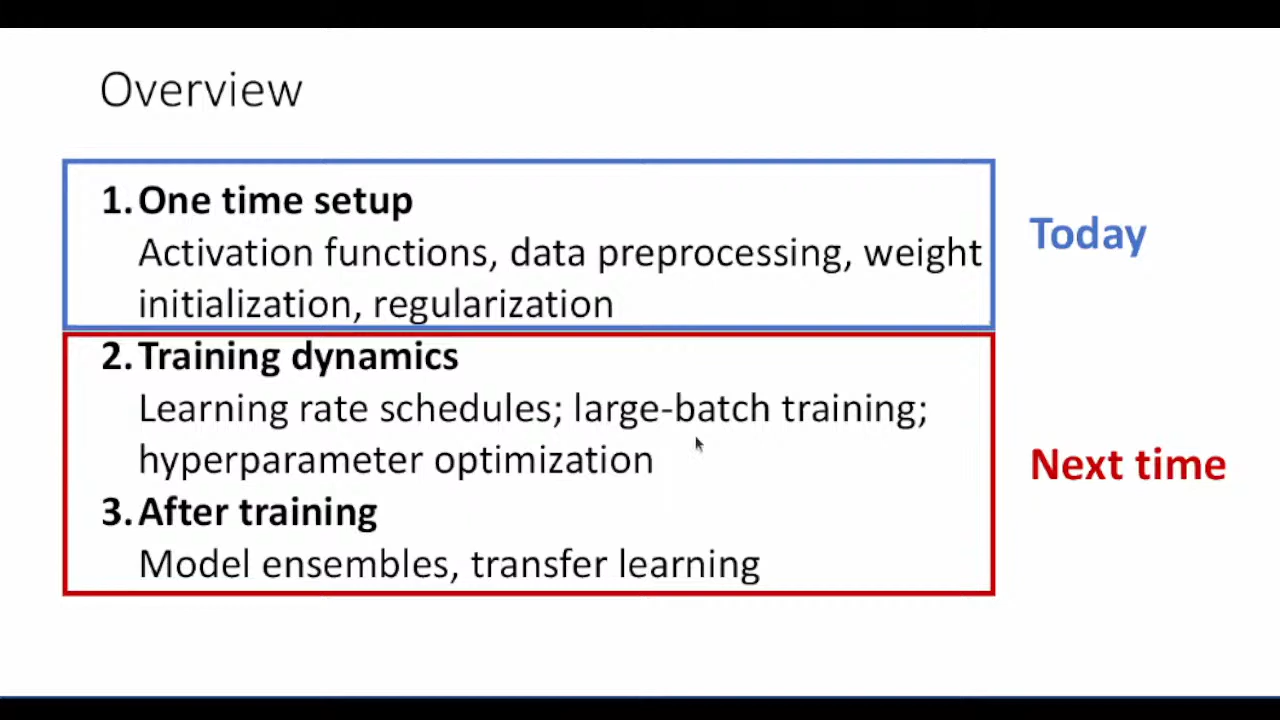 Overview
1. One time setup
Activation functions, data preprocessing, weight
initialization, regularization
Today
2. Training dynamics
Learning rate schedules; large-batch training;
hyperparameter optimization
3. After training
Model ensembles, transfer learning
Next time